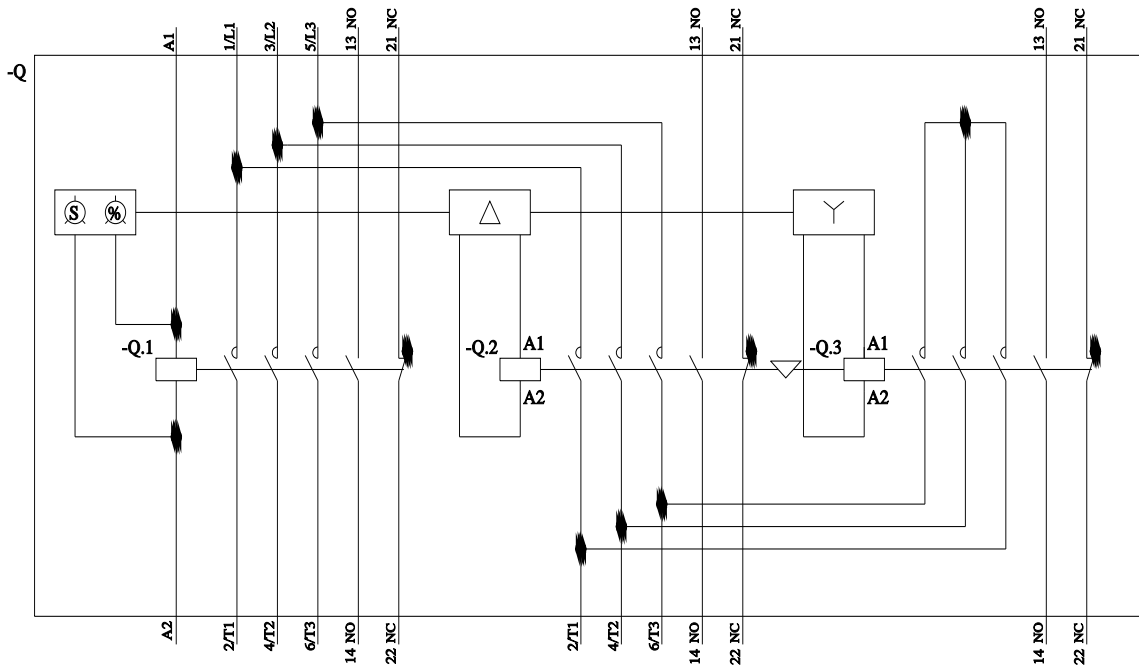 A1
1/L1
3/L2
5/L3
13 NO
21 NC
13 NO
21 NC
13 NO
21 NC
-Q
S
%
-Q.1
-Q.2
A1
A2
-Q.3
A1
A2
A2
2/T1
4/T2
6/T3
14 NO
22 NC
2/T1
4/T2
6/T3
14 NO
22 NC
14 NO
22 NC